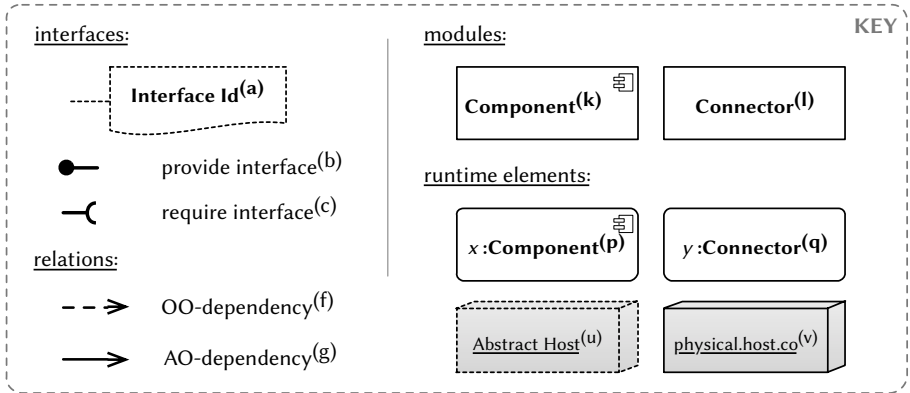 KEY
interfaces:
Interface Id(a)
provide interface(b)
require interface(c)
relations:
OO-dependency(f)
AO-dependency(g)
modules:
Component(k)
Connector(l)
runtime elements:
x :Component(p)
y :Connector(q)
Abstract Host(u)
physical.host.co(v)